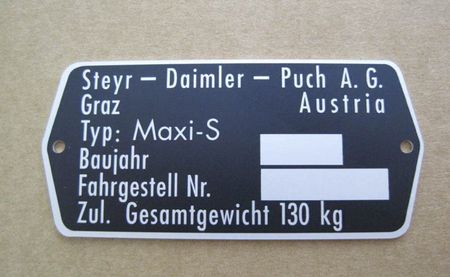 Steyr – Daimler – Puch A. G.
Graz Austria
Typ: Maxi-S
Baujahr
Fahrgestell Nr.
Zul. Gesamtgewicht 130 kg